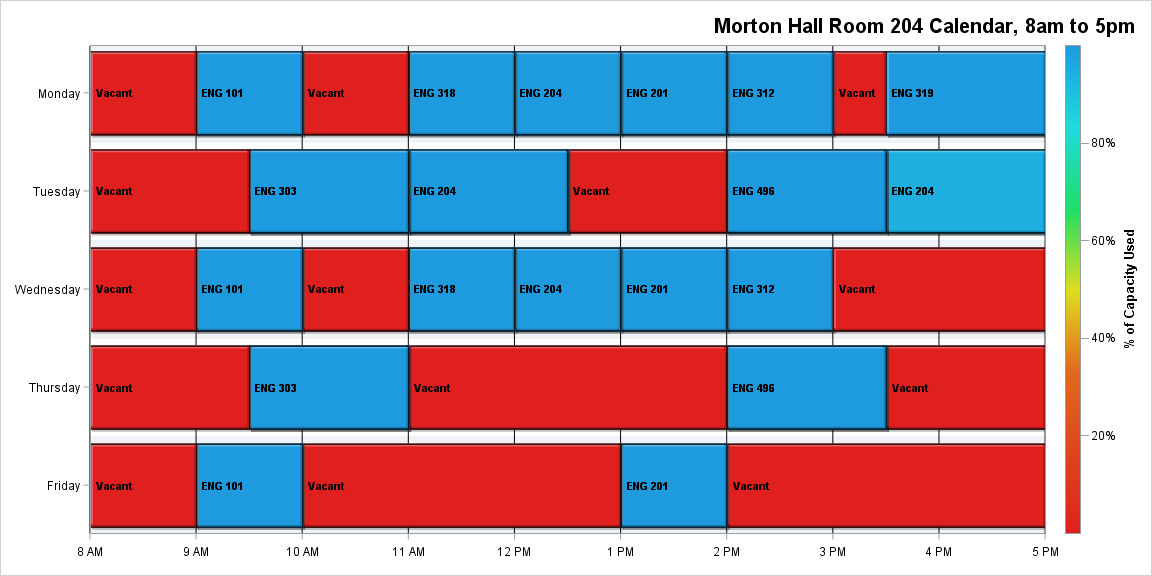 Morton Hall Room 204 Calendar, 8am to 5pm
Monday
Vacant
ENG 101
Vacant
ENG 318
ENG 204
ENG 201
ENG 312
Vacant
ENG 319
Tuesday
Vacant
ENG 303
ENG 204
Vacant
ENG 496
ENG 204
Wednesday
Vacant
ENG 101
Vacant
ENG 318
ENG 204
ENG 201
ENG 312
Vacant
Thursday
Vacant
ENG 303
Vacant
ENG 496
Vacant
Friday
Vacant
ENG 101
Vacant
ENG 201
Vacant
8 AM
9 AM
10 AM
11 AM
12 PM
1 PM
2 PM
3 PM
4 PM
5 PM
80%
60%
40%
20%
% of Capacity Used